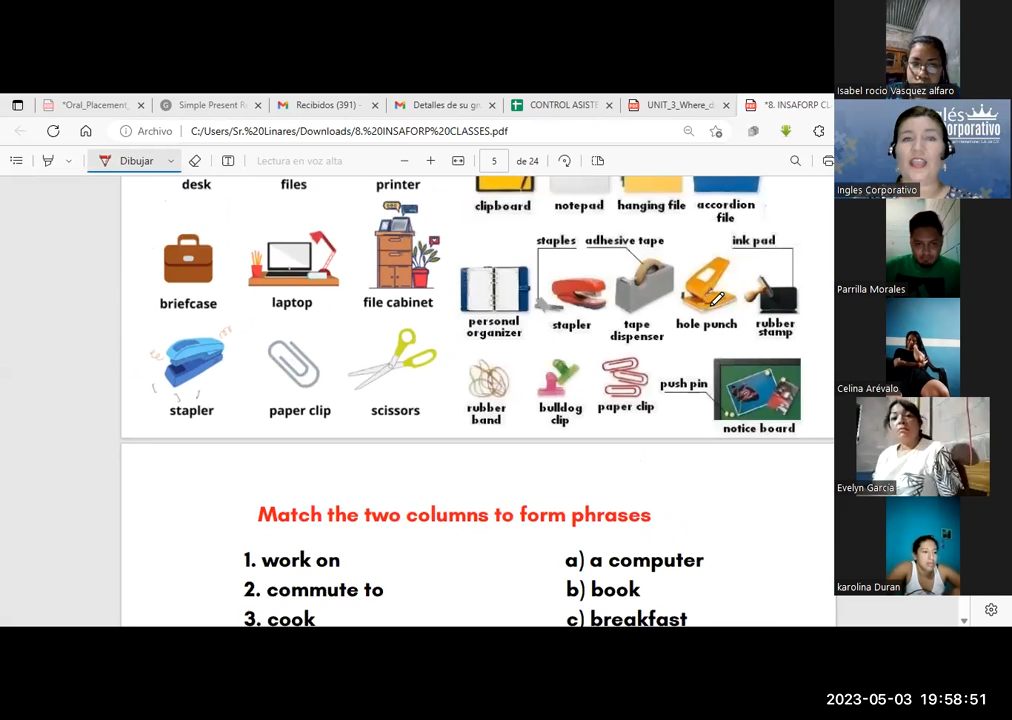 *Oral_Placement_
Simple Present R
Recibidos (391) -
Detalles de su gr
CONTROL ASISTE
UNIT_3_Where_d
*8. INSAFORP CL
Archivo
C:/Users/Sr.%20Linares/Downloads/8.%20INSAFORP%20CLASSES.pdf
Dibujar
Lectura en voz alta
5
de 24
desk
files
printer
clipboard
notepad
hanging file
accordion
file
briefcase
laptop
file cabinet
staples
adhesive tape
ink pad
personal
organizer
stapler
tape
dispenser
hole punch
rubber
stamp
stapler
paper clip
scissors
rubber
band
bulldog
clip
paper clip
push pin
notice board
Match the two columns to form phrases
1. work on
a) a computer
2. commute to
b) book
3. cook
c) breakfast
Isabel rocio Vasquez alfaro
Ingles Corporativo
Parrilla Morales
Celina Arévalo
Evelyn García
karolina Duran
2023-05-03 19:58:51